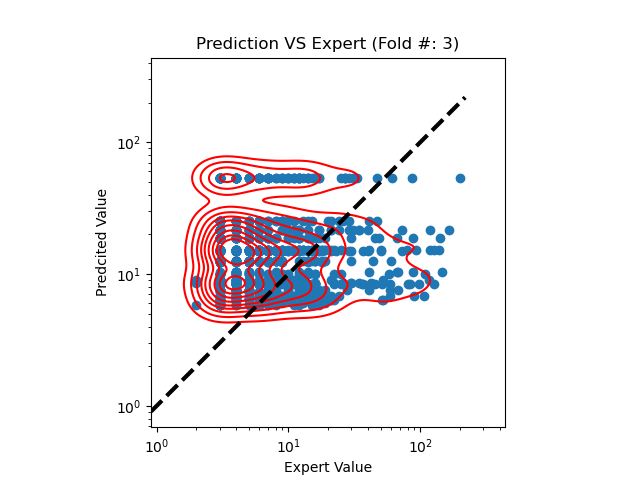 Prediction VS Expert (Fold #: 3)
Predcited Value
10²
10¹
10⁰
10⁰ 10¹ 10²
Expert Value